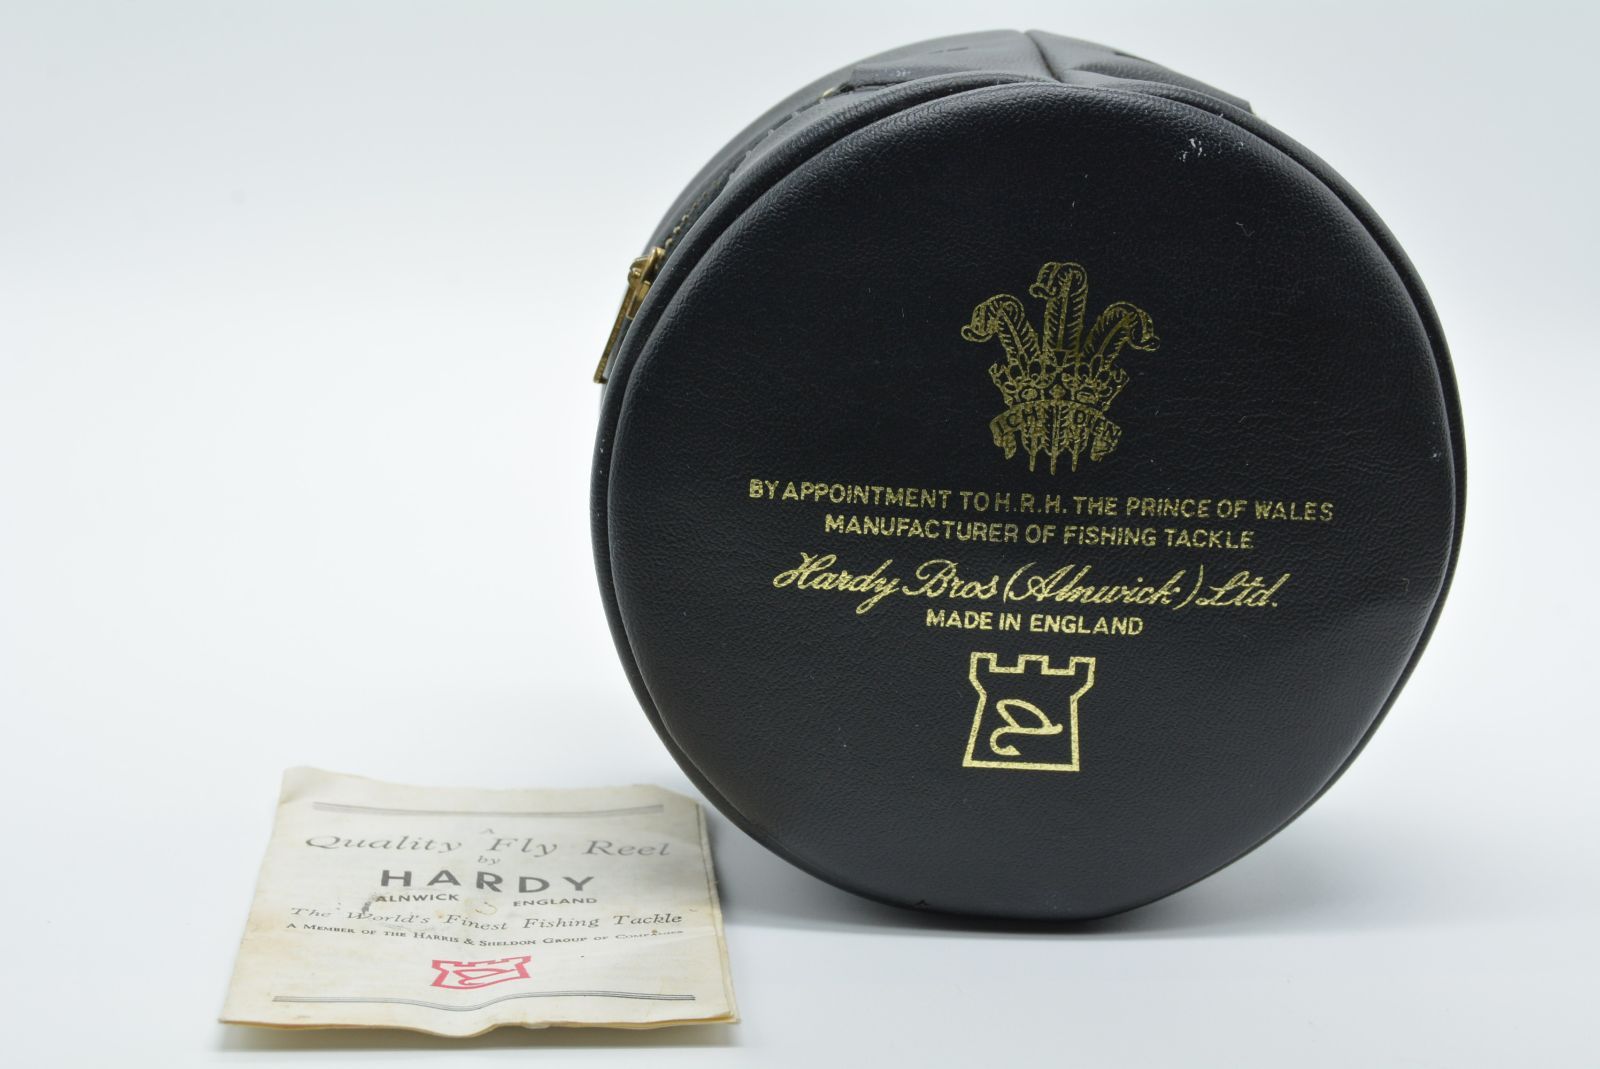 ICH DIEN
BY APPOINTMENT TO H.R.H. THE PRINCE OF WALES
MANUFACTURER OF FISHING TACKLE
Hardy Bros (Alnwick) Ltd.
MADE IN ENGLAND
A
Quality Fly Reel
by
HARDY
ALNWICK ENGLAND
The World's Finest Fishing Tackle
A MEMBER OF THE HARRIS & SHELDON GROUP OF COMPANIES